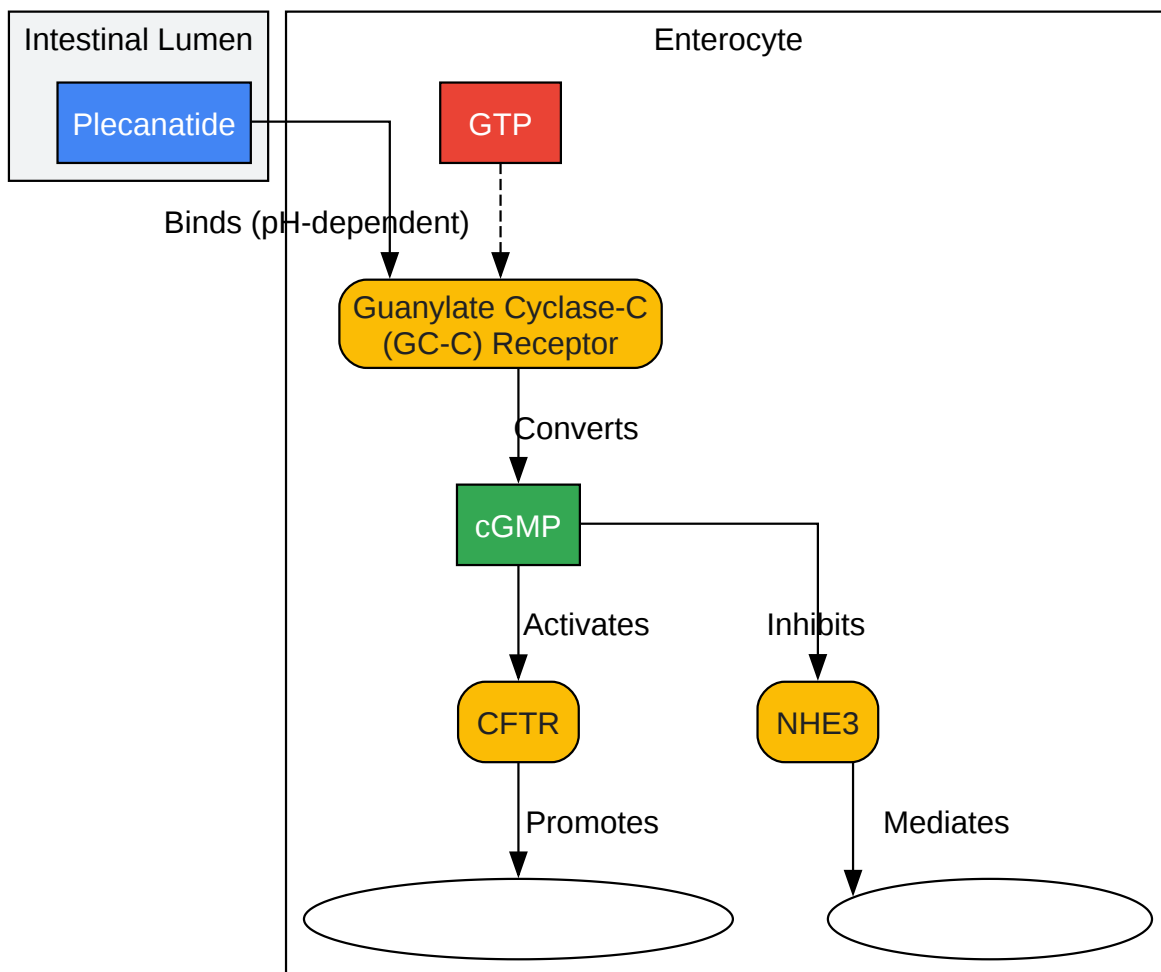 Intestinal Lumen
Enterocyte
Plecanatide
GTP
Binds (pH-dependent)
Guanylate Cyclase-C
(GC-C) Receptor
Converts
cGMP
Activates
Inhibits
CFTR
NHE3
Promotes
Mediates